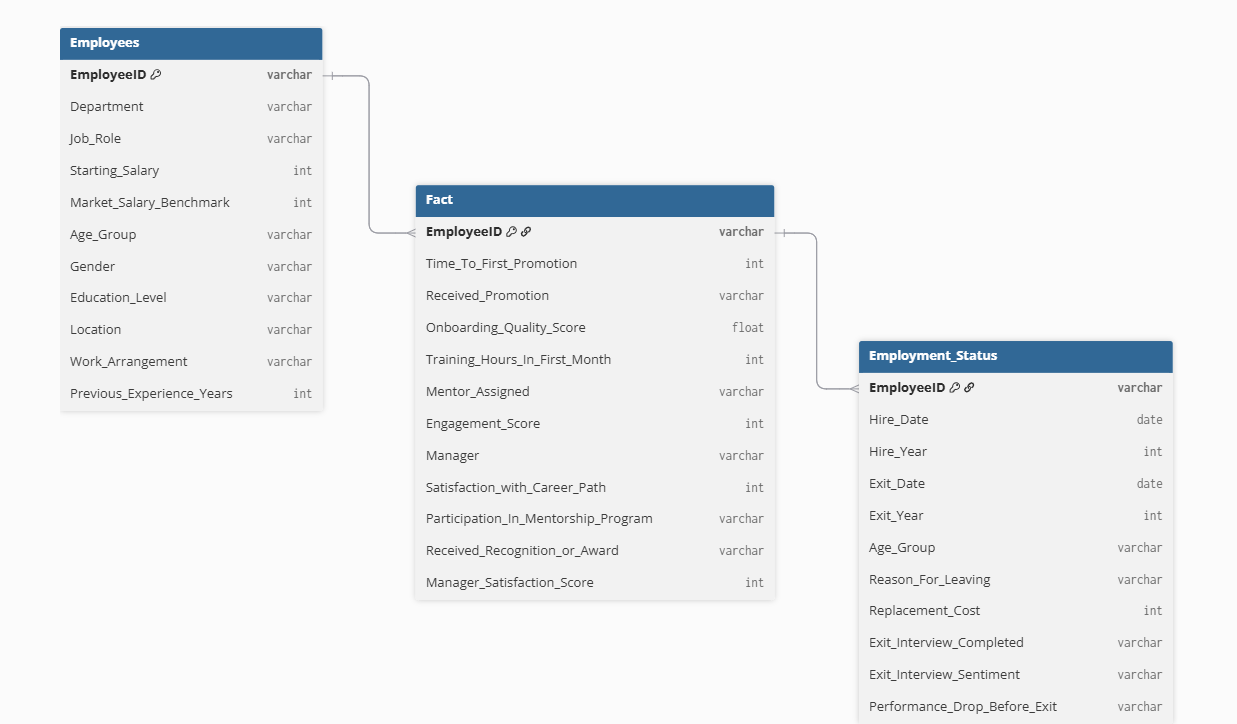 Employees
EmployeeID varchar
Department varchar
Job_Role varchar
Starting_Salary int
Market_Salary_Benchmark int
Age_Group varchar
Gender varchar
Education_Level varchar
Location varchar
Work_Arrangement varchar
Previous_Experience_Years int
Fact
EmployeeID varchar
Time_To_First_Promotion int
Received_Promotion varchar
Onboarding_Quality_Score float
Training_Hours_In_First_Month int
Mentor_Assigned varchar
Engagement_Score int
Manager varchar
Satisfaction_with_Career_Path int
Participation_In_Mentorship_Program varchar
Received_Recognition_or_Award varchar
Manager_Satisfaction_Score int
Employment_Status
EmployeeID varchar
Hire_Date date
Hire_Year int
Exit_Date date
Exit_Year int
Age_Group varchar
Reason_For_Leaving varchar
Replacement_Cost int
Exit_Interview_Completed varchar
Exit_Interview_Sentiment varchar
Performance_Drop_Before_Exit varchar